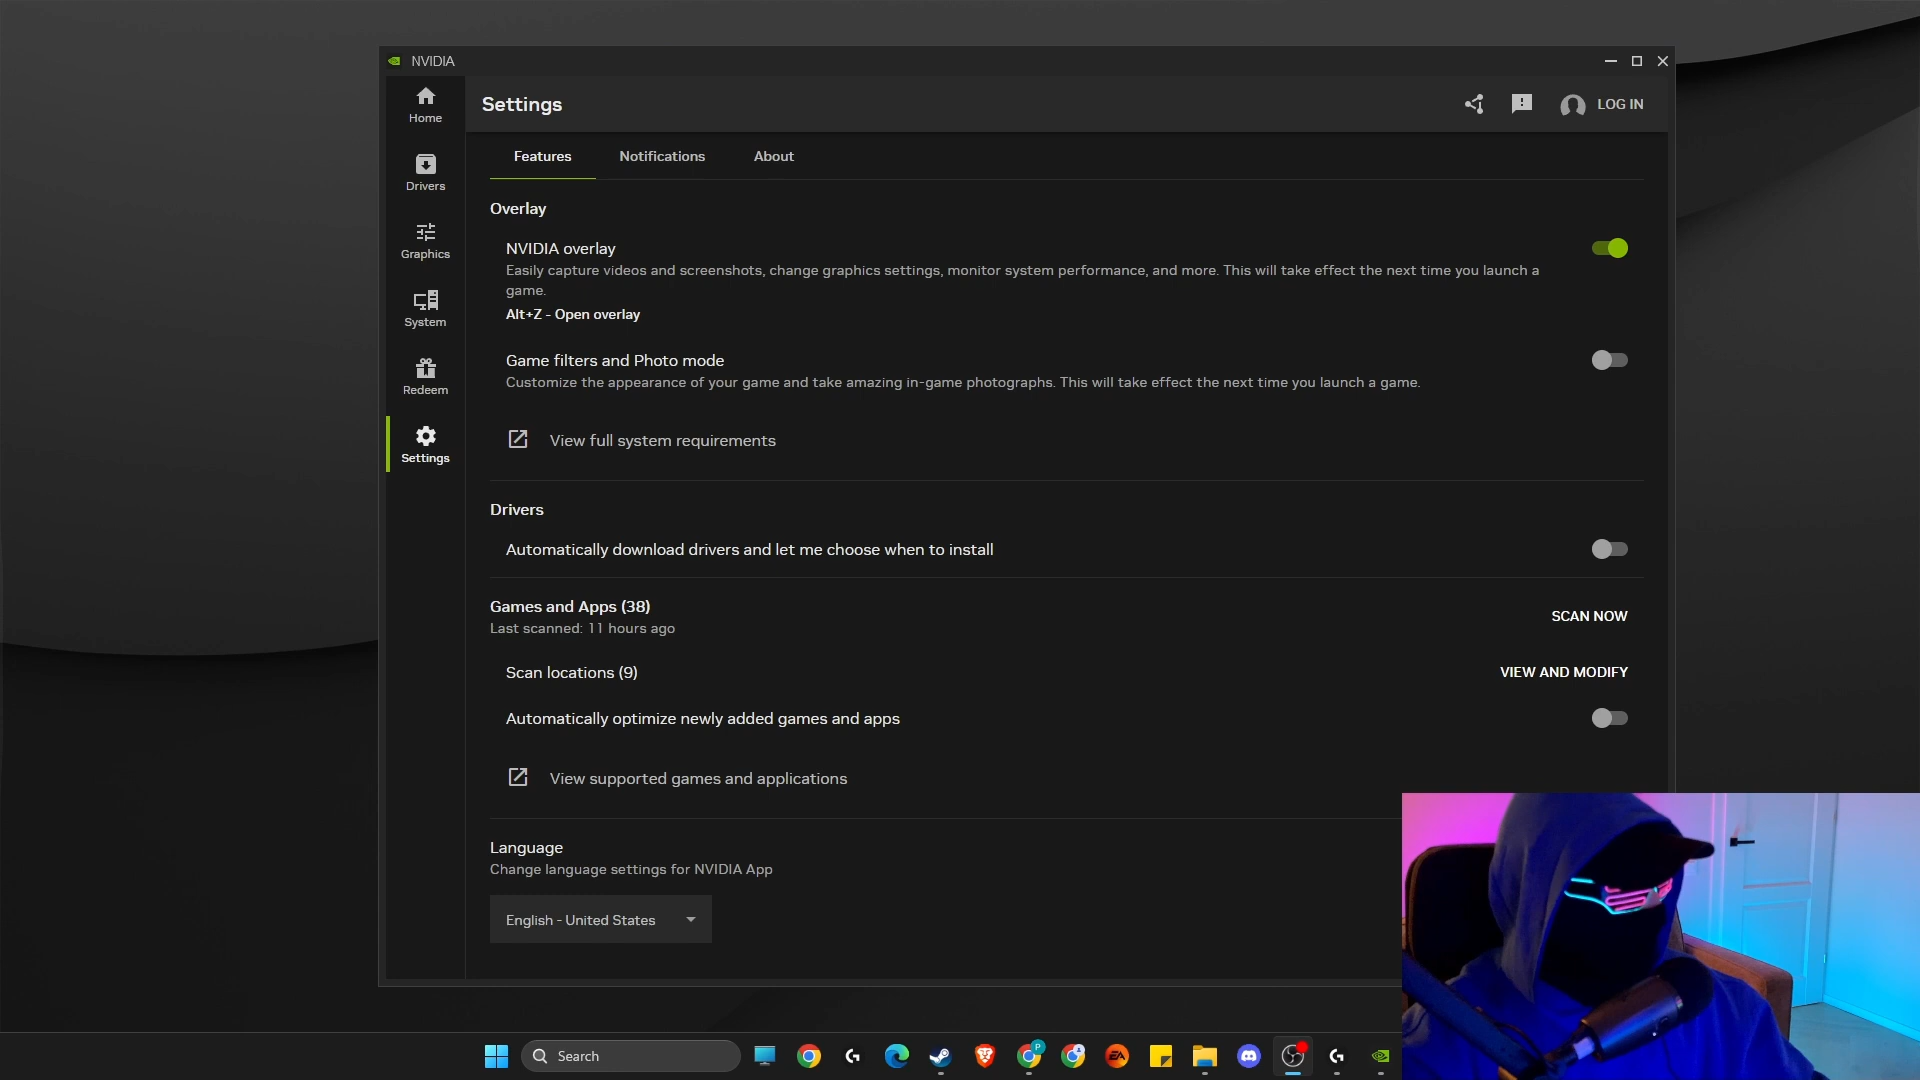 NVIDIA
Home
Drivers
Graphics
System
Redeem
Settings
Settings
LOG IN
Features
Notifications
About
Overlay
NVIDIA overlay
Easily capture videos and screenshots, change graphics settings, monitor system performance, and more. This will take effect the next time you launch a
game.
Alt+Z - Open overlay
Game filters and Photo mode
Customize the appearance of your game and take amazing in-game photographs. This will take effect the next time you launch a game.
View full system requirements
Drivers
Automatically download drivers and let me choose when to install
Games and Apps (38)
Last scanned: 11 hours ago
SCAN NOW
Scan locations (9)
VIEW AND MODIFY
Automatically optimize newly added games and apps
View supported games and applications
Language
Change language settings for NVIDIA App
English - United States
Search
P
EA